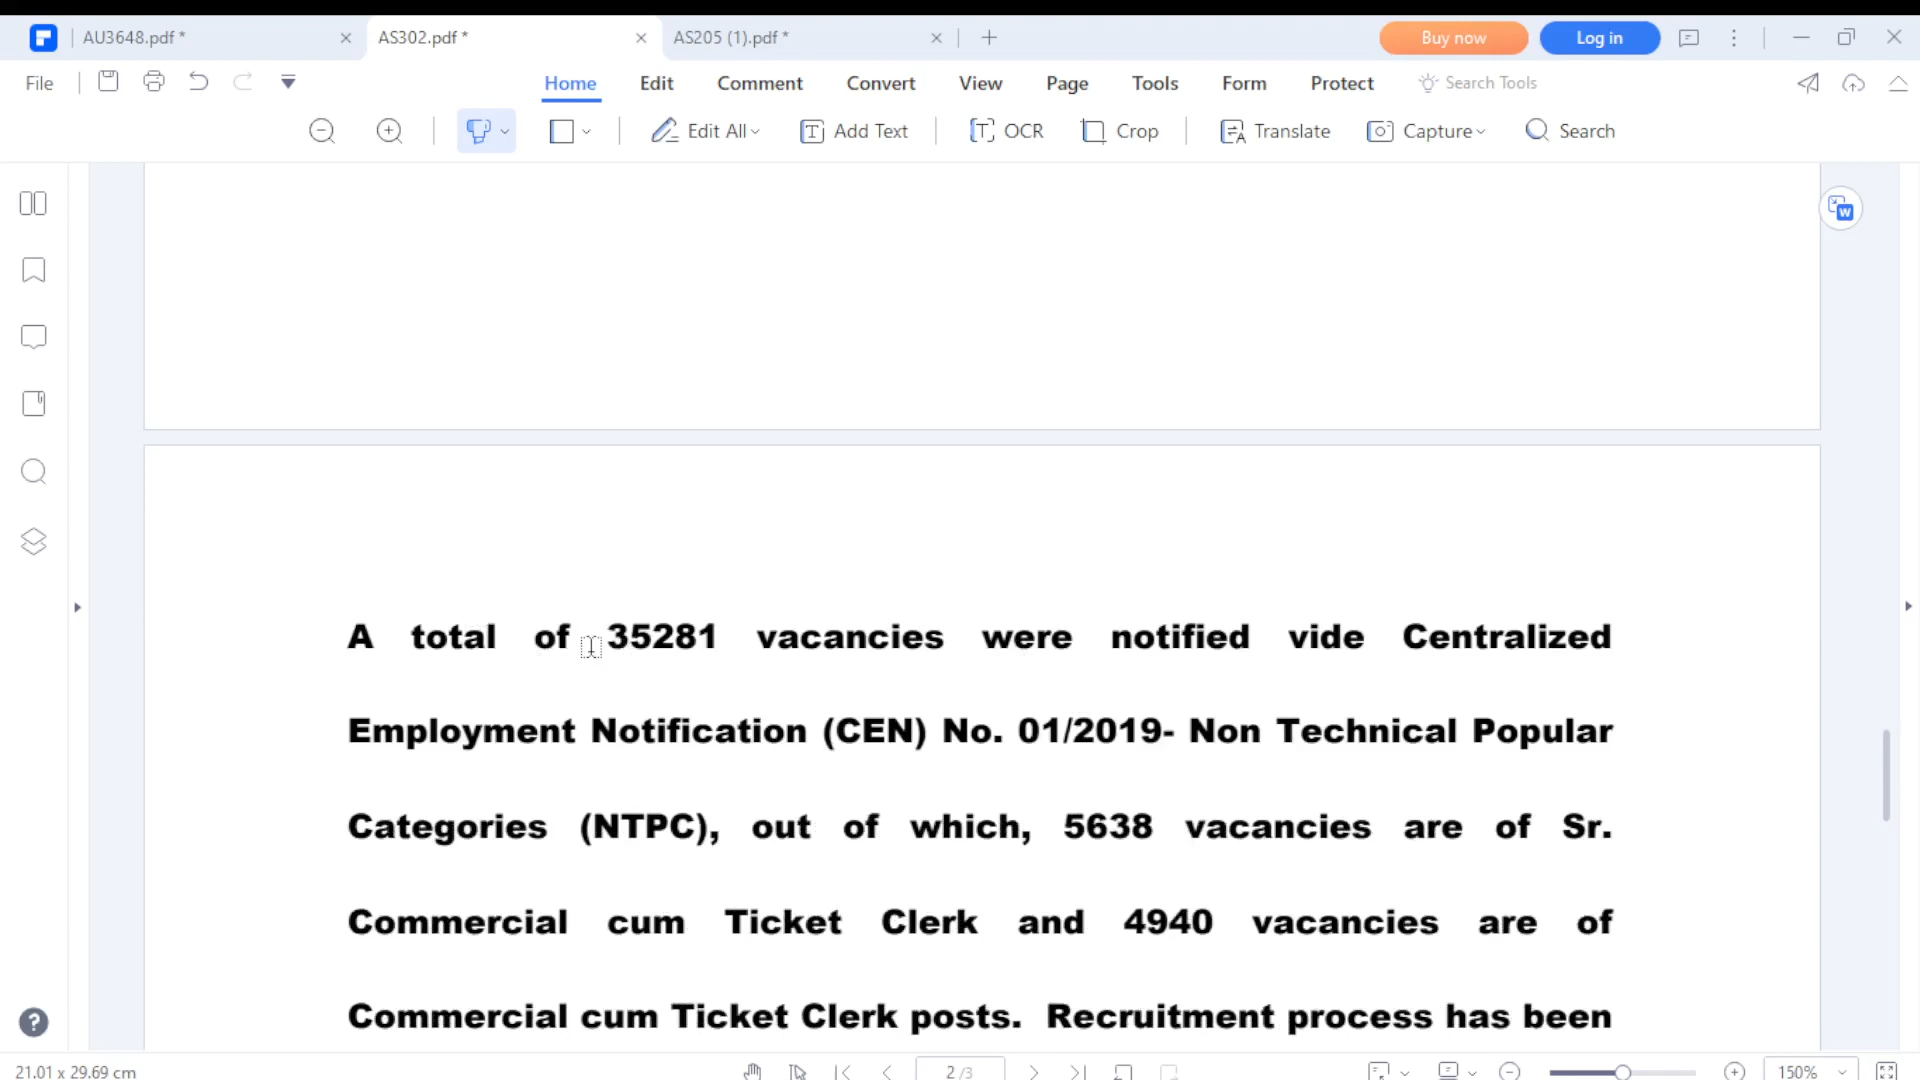 AU3648.pdf *
AS302.pdf *
AS205 (1).pdf *
Buy now
Log in
File
Home
Edit
Comment
Convert
View
Page
Tools
Form
Protect
Search Tools
Edit All
Add Text
OCR
Crop
Translate
Capture
Search
A total of 35281 vacancies were notified vide Centralized
Employment Notification (CEN) No. 01/2019- Non Technical Popular
Categories (NTPC), out of which, 5638 vacancies are of Sr.
Commercial cum Ticket Clerk and 4940 vacancies are of
Commercial cum Ticket Clerk posts. Recruitment process has been
21.01 x 29.69 cm
2 /3
150%